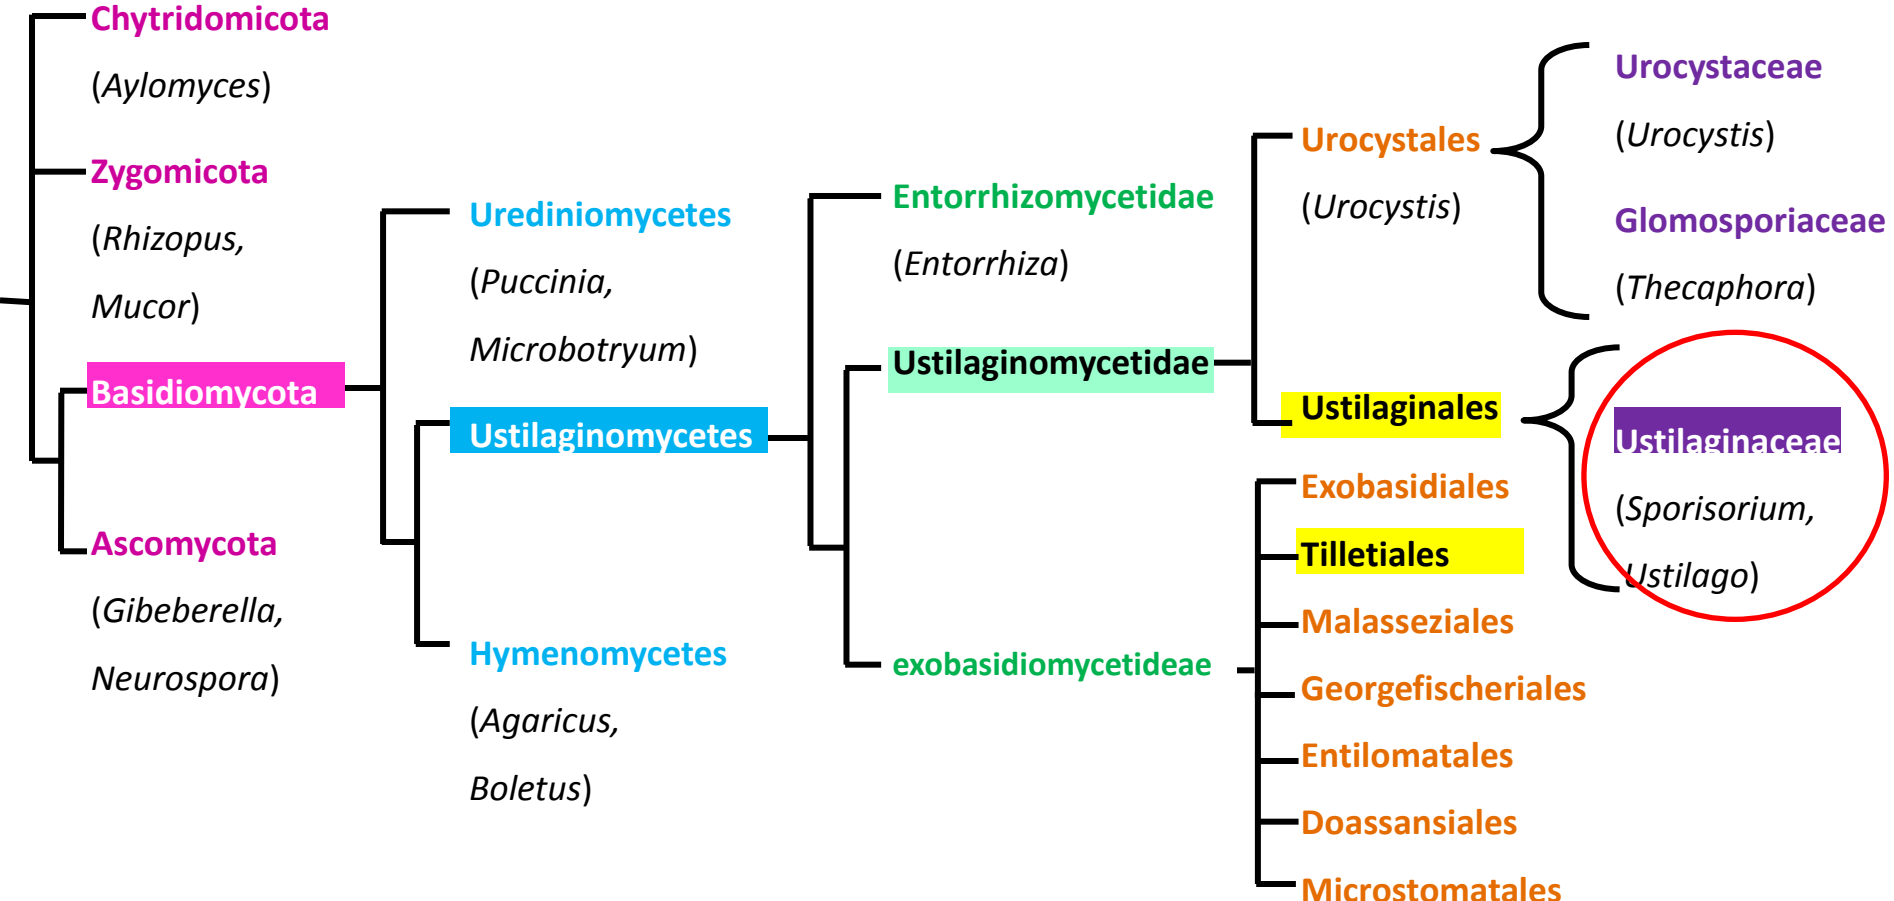 Chytridomicota
(Aylomyces)
Zygomicota
(Rhizopus,
Mucor)
Basidiomycota
Ascomycota
(Gibeberella,
Neurospora)
Urediniomycetes
(Puccinia,
Microbotryum)
Ustilaginomycetes
Hymenomycetes
(Agaricus,
Boletus)
Entorrhizomycetidae
(Entorrhiza)
Ustilaginomycetidae
exobasidiomycetideae
Urocystales
(Urocystis)
Ustilaginales
Exobasidiales
Tilletiales
Malasseziales
Georgefischeriales
Entilomatales
Doassansiales
Microstomatales
Urocystaceae
(Urocystis)
Glomosporiaceae
(Thecaphora)
Ustilaginaceae
(Sporisorium,
Ustilago)